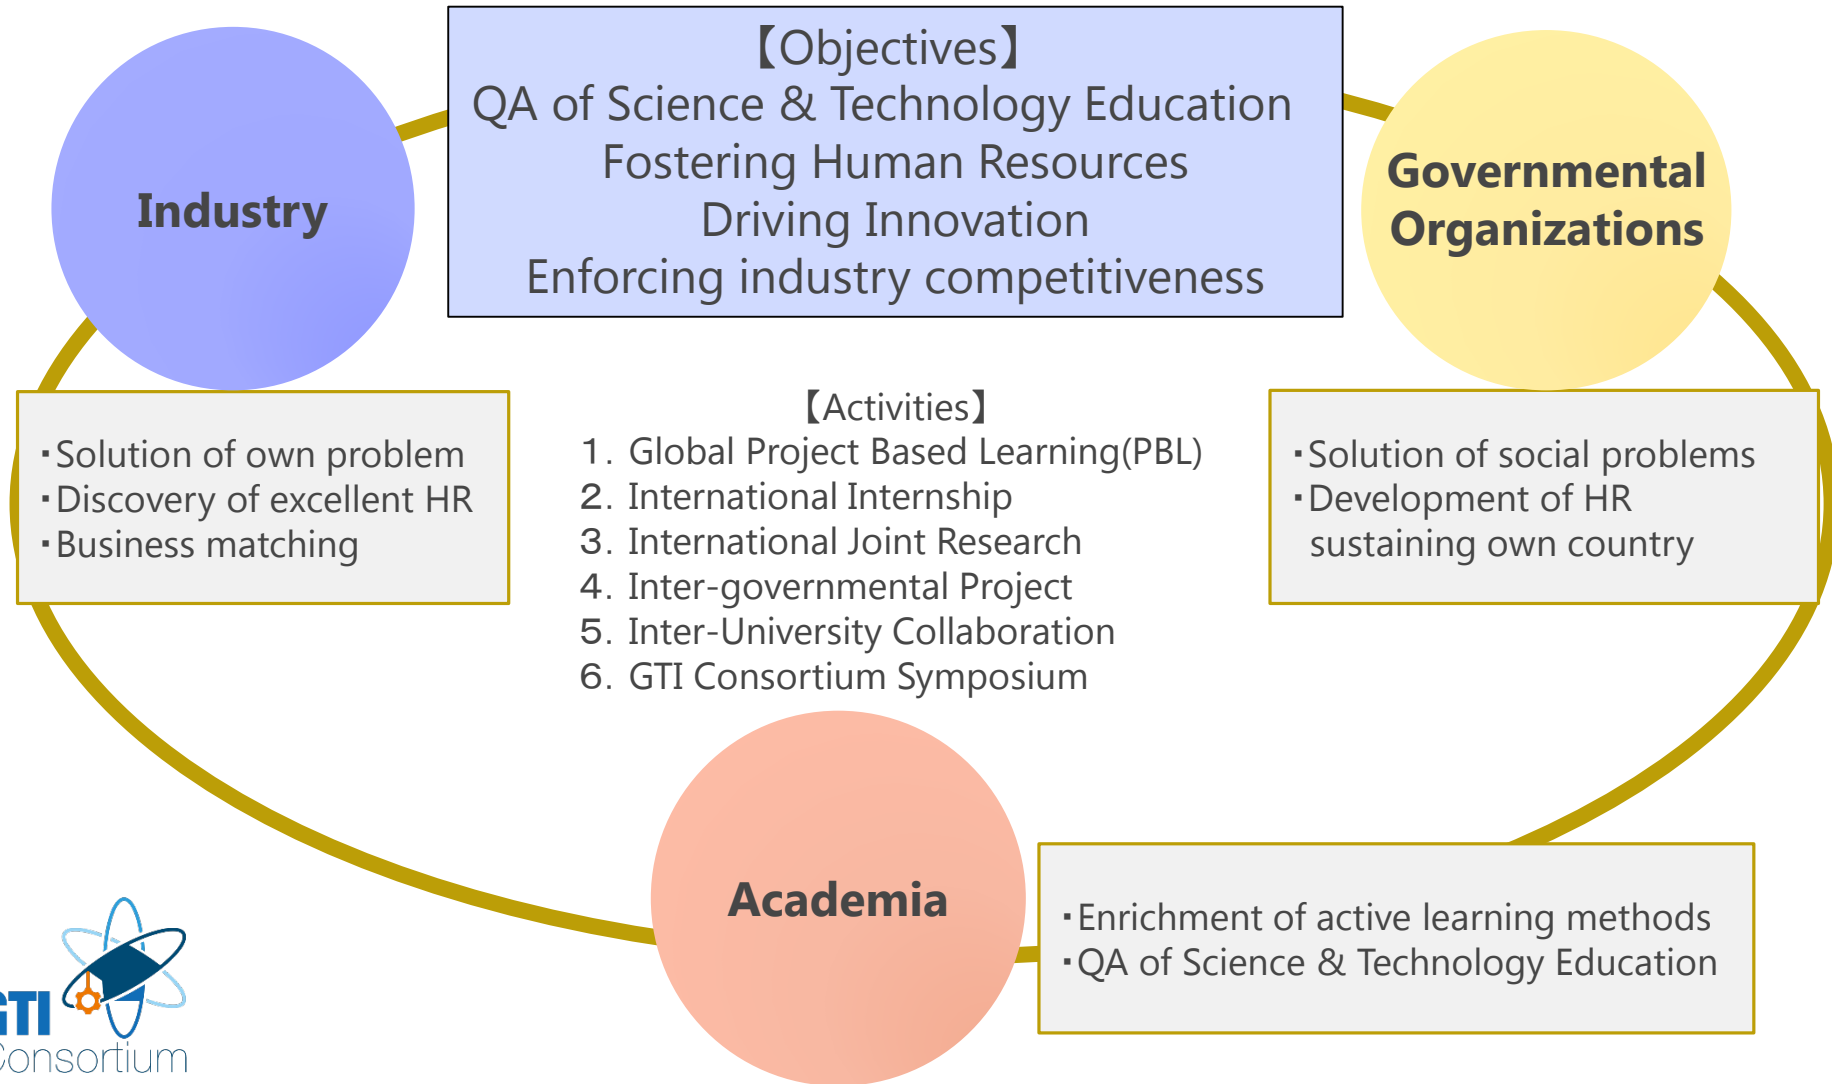 【Objectives】
QA of Science & Technology Education
Fostering Human Resources
Driving Innovation
Enforcing industry competitiveness
Industry
Governmental
Organizations
・Solution of own problem
・Discovery of excellent HR
・Business matching
【Activities】
1. Global Project Based Learning(PBL)
2. International Internship
3. International Joint Research
4. Inter-governmental Project
5. Inter-University Collaboration
6. GTI Consortium Symposium
・Solution of social problems
・Development of HR
sustaining own country
Academia
・Enrichment of active learning methods
・QA of Science & Technology Education
GTI
Consortium